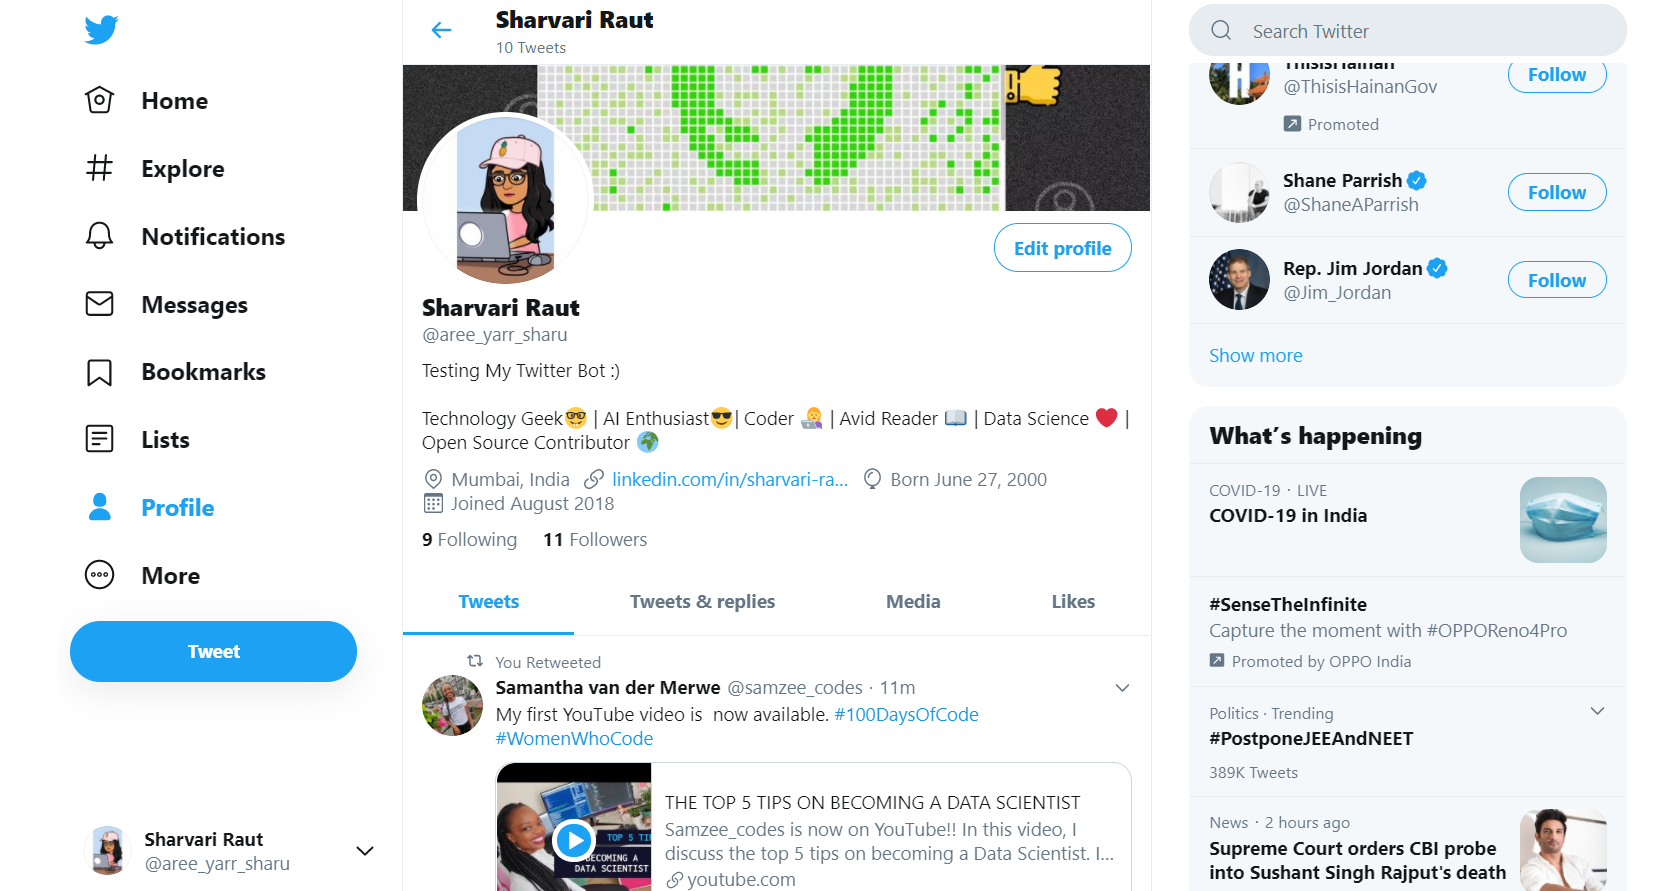 Home
Explore
Notifications
Messages
Bookmarks
Lists
Profile
More
Tweet
Sharvari Raut
@aree_yarr_sharu
Sharvari Raut
10 Tweets
Edit profile
Sharvari Raut
@aree_yarr_sharu
Testing My Twitter Bot :)
Technology Geek🤓 | AI Enthusiast😎| Coder 👩‍💻 | Avid Reader 📖 | Data Science ❤️ |
Open Source Contributor 🌍
Mumbai, India linkedin.com/in/sharvari-ra... Born June 27, 2000
Joined August 2018
9 Following 11 Followers
Tweets Tweets & replies Media Likes
You Retweeted
Samantha van der Merwe @samzee_codes · 11m
My first YouTube video is now available. #100DaysOfCode
#WomenWhoCode
TOP 5 TI
BECOMING A
DATA SCIENTIST
THE TOP 5 TIPS ON BECOMING A DATA SCIENTIST
Samzee_codes is now on YouTube!! In this video, I
discuss the top 5 tips on becoming a Data Scientist. I...
youtube.com
Search Twitter
ThisisHainan
@ThisisHainanGov
Follow
Promoted
Shane Parrish
@ShaneAParrish
Follow
Rep. Jim Jordan
@Jim_Jordan
Follow
Show more
What's happening
COVID-19 · LIVE
COVID-19 in India
#SenseTheInfinite
Capture the moment with #OPPOReno4Pro
Promoted by OPPO India
Politics · Trending
#PostponeJEEAndNEET
389K Tweets
News · 2 hours ago
Supreme Court orders CBI probe
into Sushant Singh Rajput's death